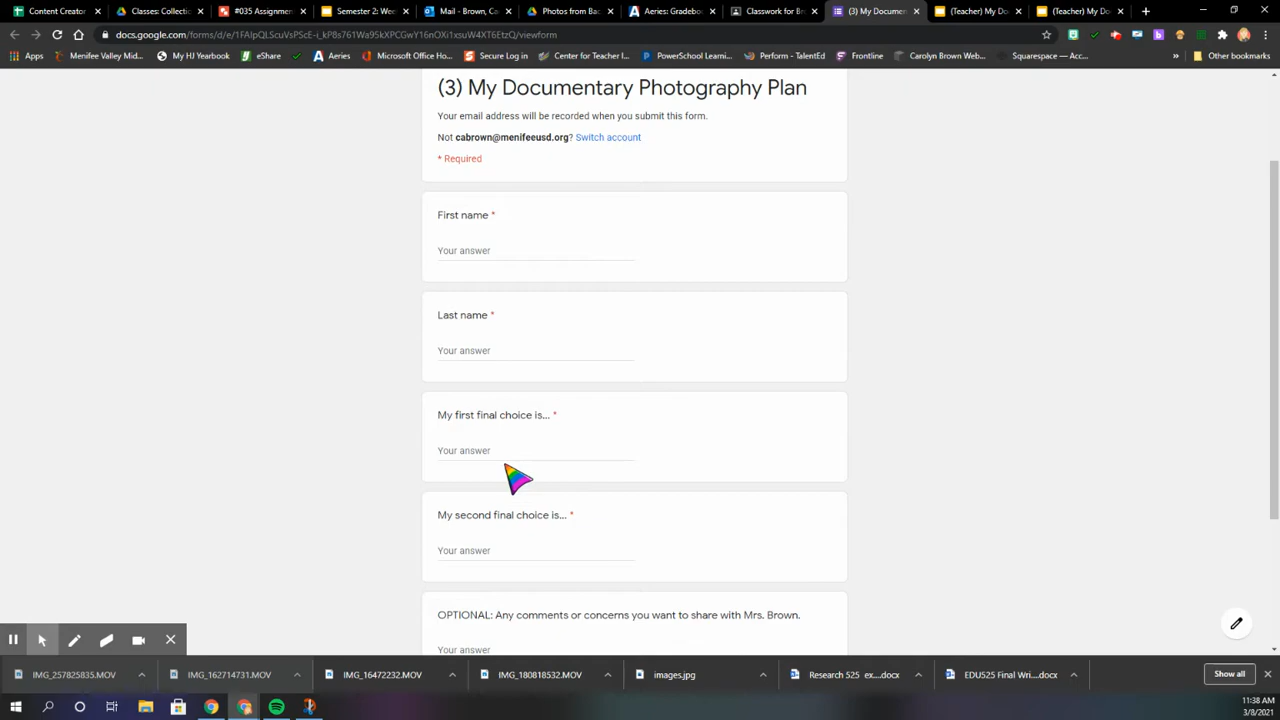 Content Creator
Classes: Collectio
#035 Assignmen
Semester 2: Wee
Mail - Brown, Ca
Photos from Bac
Aeries: Gradeboo
Classwork for Br
(3) My Documen
(Teacher) My Do
(Teacher) My Do
docs.google.com/forms/d/e/1FAIpQLScuVsPScE-i_kP8s761Wa95kXPCGwY16nOXi1xsuW4XT6EtzQ/viewform
Apps
Menifee Valley Mid...
My HJ Yearbook
eShare
Aeries
Microsoft Office Ho...
Secure Log in
Center for Teacher I...
PowerSchool Learni...
Perform - TalentEd
Frontline
Carolyn Brown Web...
Squarespace — Acc...
»
Other bookmarks
(3) My Documentary Photography Plan
Your email address will be recorded when you submit this form.
Not cabrown@menifeeusd.org? Switch account
* Required
First name *
Your answer
Last name *
Your answer
My first final choice is... *
Your answer
My second final choice is... *
Your answer
OPTIONAL: Any comments or concerns you want to share with Mrs. Brown.
Your answer
IMG_257825835.MOV
IMG_162714731.MOV
IMG_16472232.MOV
IMG_180818532.MOV
images.jpg
Research 525 ex....docx
EDU525 Final Wri....docx
Show all
11:38 AM
3/8/2021